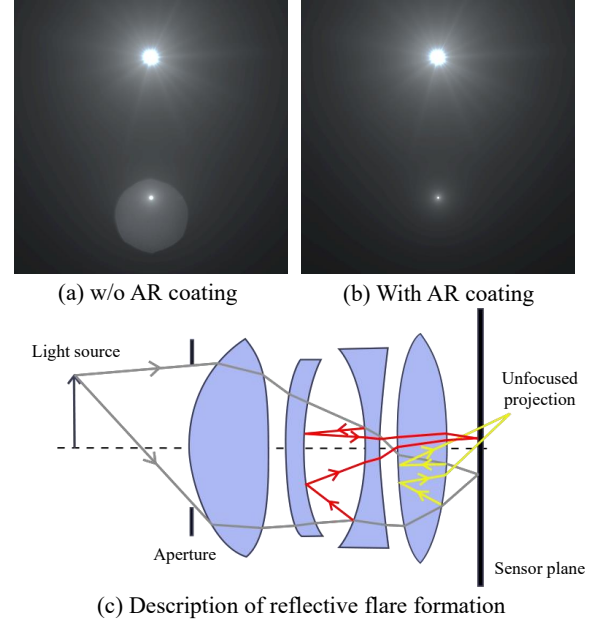 (a) w/o AR coating
(b) With AR coating
Light source
Unfocused
projection
Aperture
Sensor plane
(c) Description of reflective flare formation